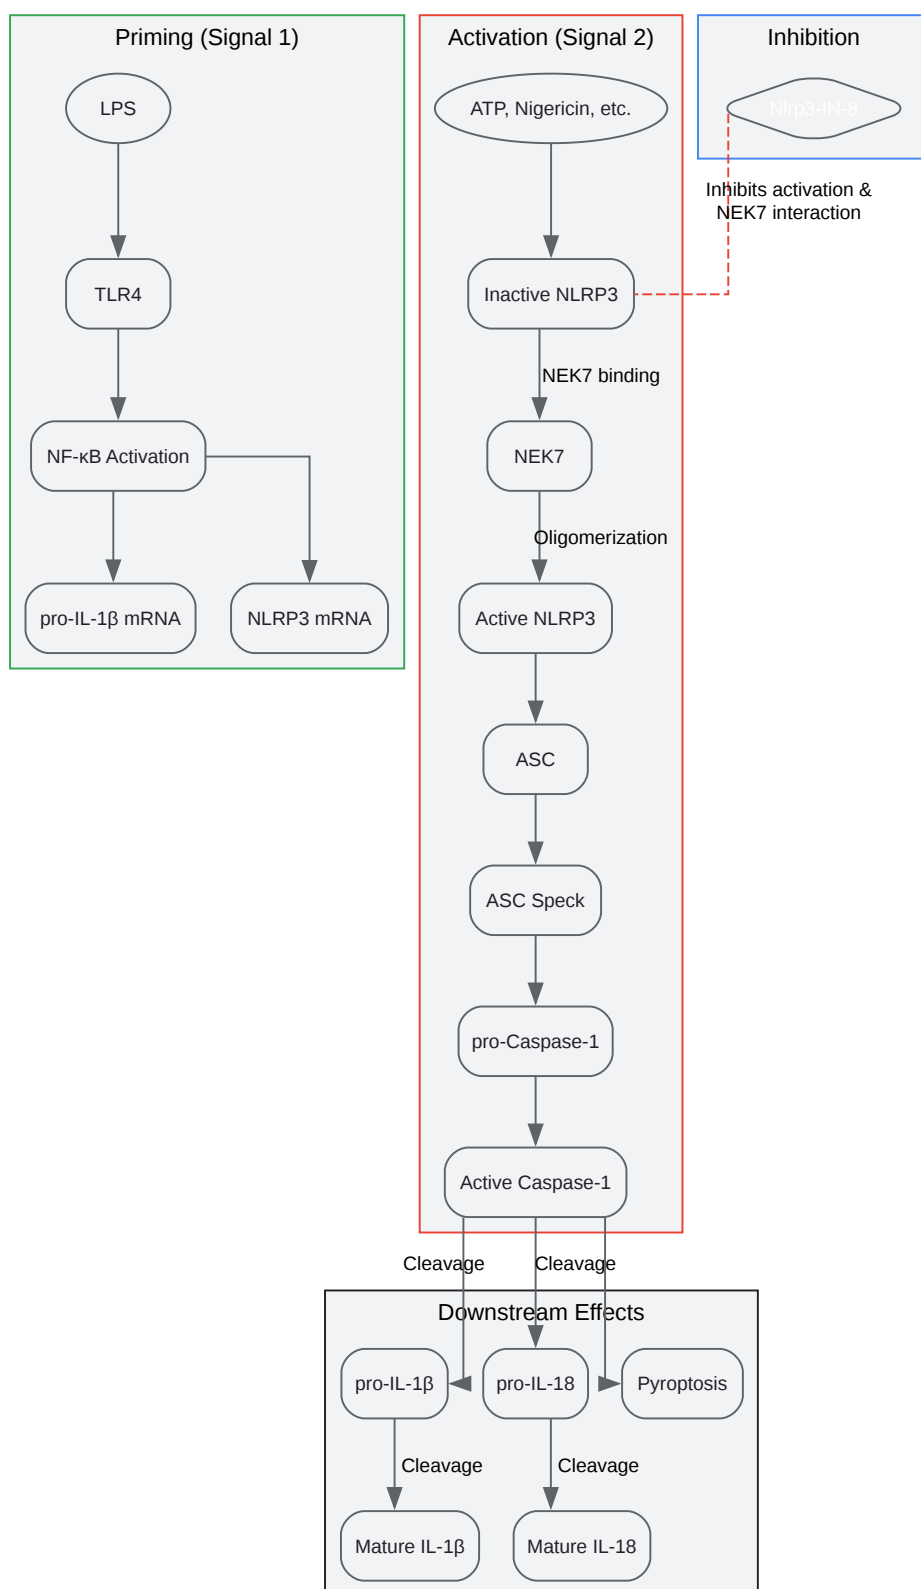 Priming (Signal 1)
LPS
TLR4
NF-κB Activation
pro-IL-1β mRNA
NLRP3 mRNA
Activation (Signal 2)
ATP, Nigericin, etc.
Inactive NLRP3
NEK7 binding
NEK7
Oligomerization
Active NLRP3
ASC
ASC Speck
pro-Caspase-1
Active Caspase-1
Inhibition
Nlrp3-IN-8
Inhibits activation &
NEK7 interaction
Cleavage
Cleavage
Downstream Effects
pro-IL-1β
pro-IL-18
Pyroptosis
Cleavage
Cleavage
Mature IL-1β
Mature IL-18